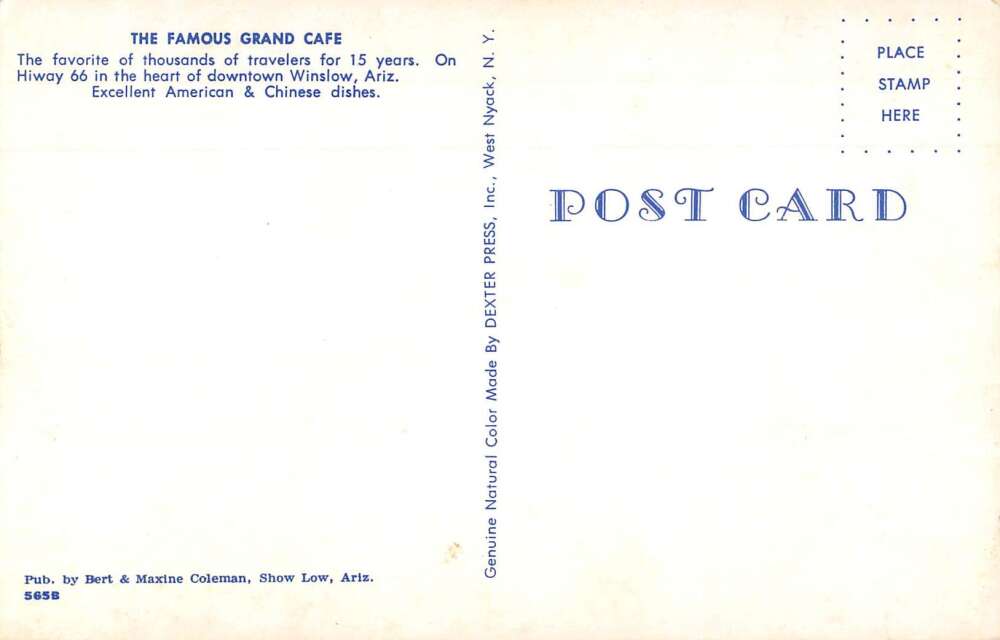 THE FAMOUS GRAND CAFE
The favorite of thousands of travelers for 15 years. On
Hiway 66 in the heart of downtown Winslow, Ariz.
Excellent American & Chinese dishes.
Pub. by Bert & Maxine Coleman, Show Low, Ariz.
565B
Genuine Natural Color Made By DEXTER PRESS, Inc., West Nyack, N. Y.
PLACE
STAMP
HERE
POST CARD